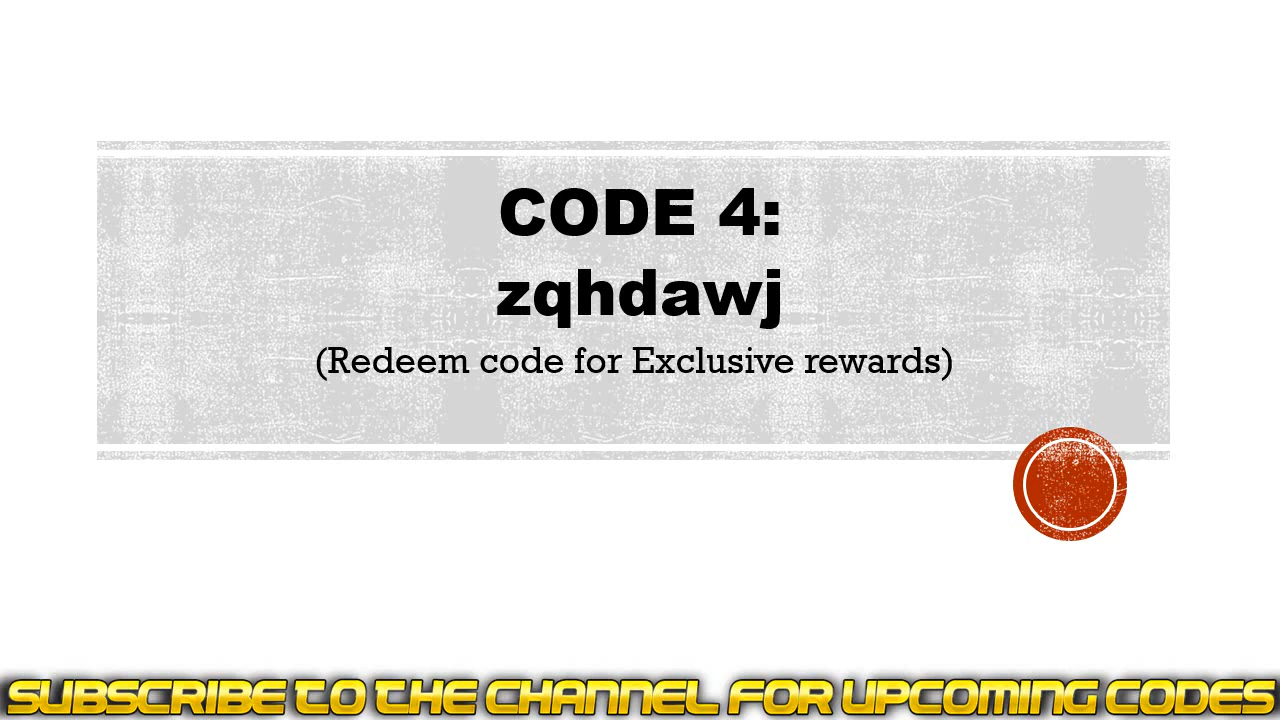 CODE 4:
zqhdawj
(Redeem code for Exclusive rewards)
SUBSCRIBE TO THE CHANNEL FOR UPCOMING CODES